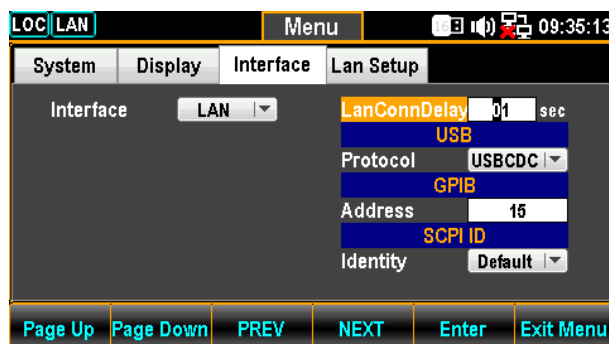 LOC LAN Menu 16 09:35:13
System Display Interface Lan Setup
Interface LAN LanConnDelay 01 sec
USB
Protocol USBCDC
GPIB
Address 15
SCPI ID
Identity Default
Page Up Page Down PREV NEXT Enter Exit Menu